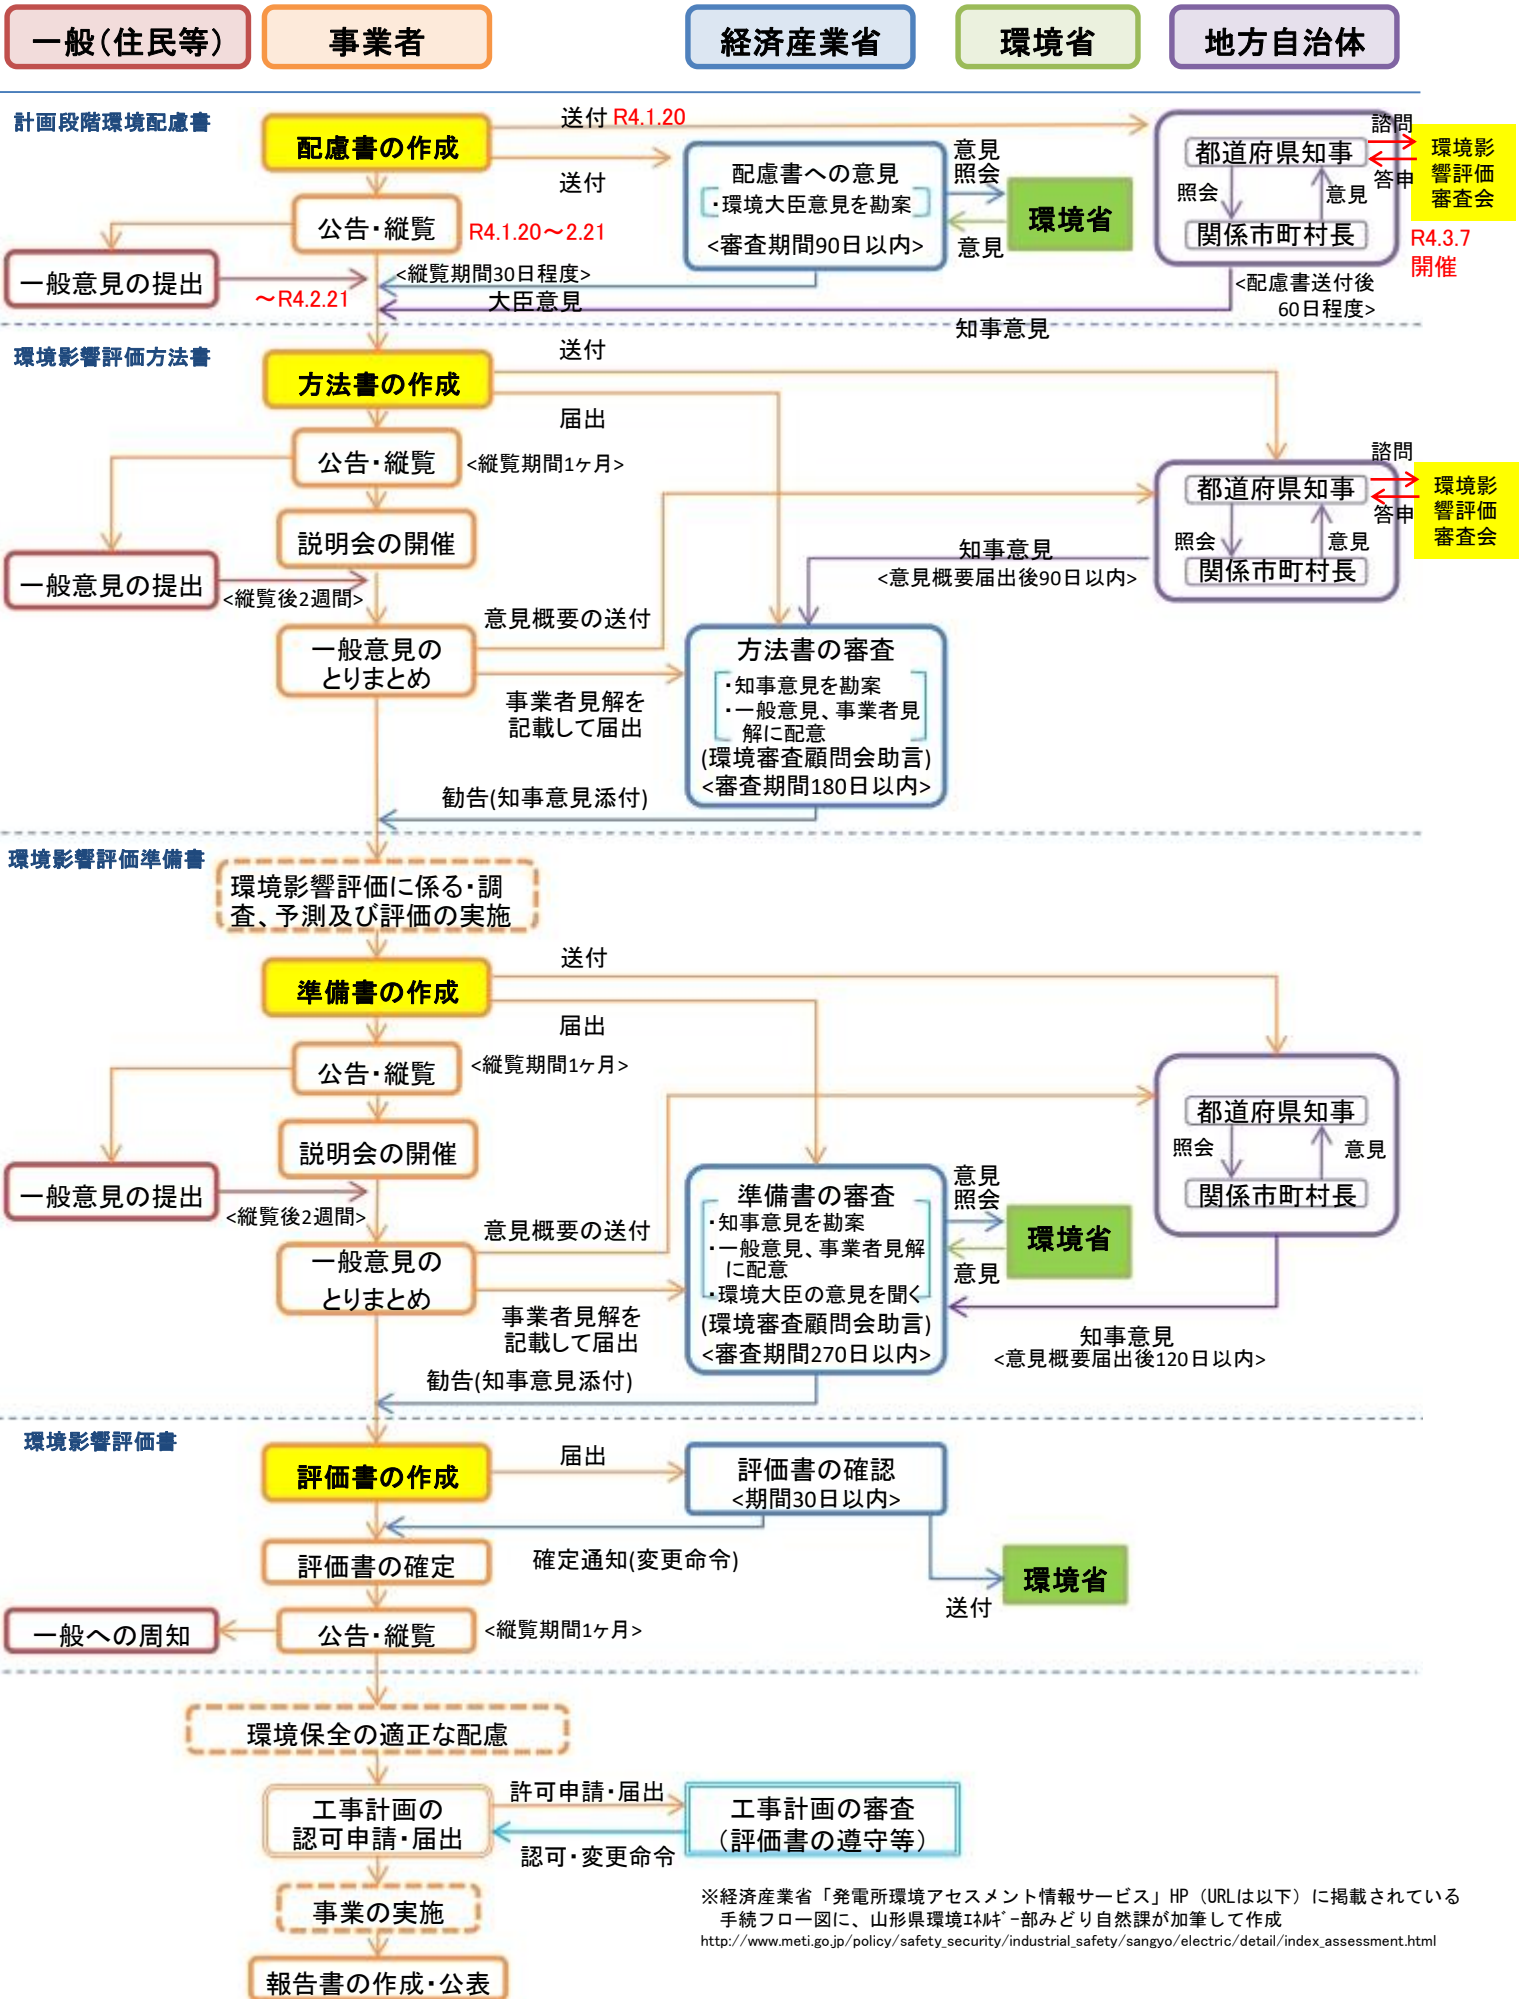 一般(住民等)
事業者
経済産業省
環境省
地方自治体
計画段階環境配慮書
配慮書の作成
送付 R4.1.20
送付
公告・縦覧
R4.1.20～2.21
<縦覧期間30日程度>
一般意見の提出
～R4.2.21
配慮書への意見
・環境大臣意見を勘案
<審査期間90日以内>
意見
照会
意見
環境省
都道府県知事
照会
意見
関係市町村長
諮問
答申
環境影
響評価
審査会
R4.3.7
開催
<配慮書送付後
60日程度>
大臣意見
知事意見
環境影響評価方法書
方法書の作成
送付
届出
公告・縦覧
<縦覧期間1ヶ月>
説明会の開催
一般意見の提出
<縦覧後2週間>
一般意見の
とりまとめ
意見概要の送付
事業者見解を
記載して届出
都道府県知事
照会
意見
関係市町村長
諮問
答申
環境影
響評価
審査会
知事意見
<意見概要届出後90日以内>
方法書の審査
・知事意見を勘案
・一般意見、事業者見
解に配意
(環境審査顧問会助言)
<審査期間180日以内>
勧告(知事意見添付)
環境影響評価準備書
環境影響評価に係る・調
査、予測及び評価の実施
準備書の作成
送付
届出
公告・縦覧
<縦覧期間1ヶ月>
説明会の開催
一般意見の提出
<縦覧後2週間>
一般意見の
とりまとめ
意見概要の送付
事業者見解を
記載して届出
準備書の審査
・知事意見を勘案
・一般意見、事業者見解
に配意
・環境大臣の意見を聞く
(環境審査顧問会助言)
<審査期間270日以内>
意見
照会
意見
環境省
都道府県知事
照会
意見
関係市町村長
知事意見
<意見概要届出後120日以内>
勧告(知事意見添付)
環境影響評価書
評価書の作成
届出
評価書の確認
<期間30日以内>
確定通知(変更命令)
評価書の確定
環境省
送付
一般への周知
公告・縦覧
<縦覧期間1ヶ月>
環境保全の適正な配慮
工事計画の
認可申請・届出
許可申請・届出
認可・変更命令
工事計画の審査
（評価書の遵守等）
事業の実施
報告書の作成・公表
※経済産業省「発電所環境アセスメント情報サービス」HP（URLは以下）に掲載されている
手続フロー図に、山形県環境ｴﾈﾙｷﾞｰ部みどり自然課が加筆して作成
http://www.meti.go.jp/policy/safety_security/industrial_safety/sangyo/electric/detail/index_assessment.html